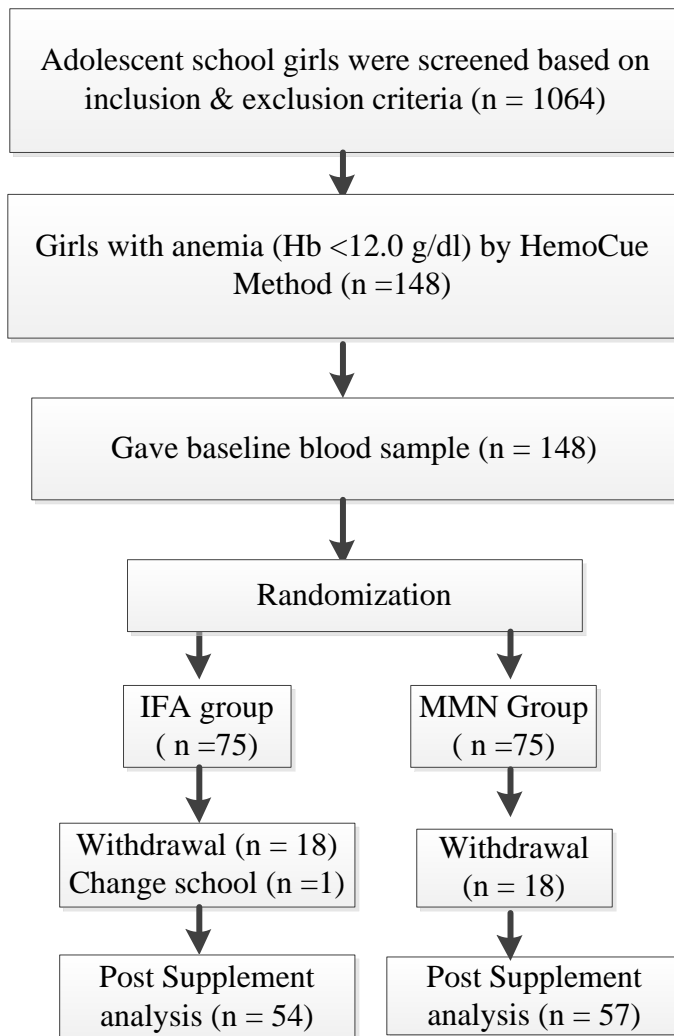 Adolescent school girls were screened based on
inclusion & exclusion criteria (n = 1064)
Girls with anemia (Hb <12.0 g/dl) by HemoCue
Method (n =148)
Gave baseline blood sample (n = 148)
Randomization
IFA group
( n =75)
MMN Group
( n =75)
Withdrawal (n = 18)
Change school (n =1)
Withdrawal
(n = 18)
Post Supplement
analysis (n = 54)
Post Supplement
analysis (n = 57)